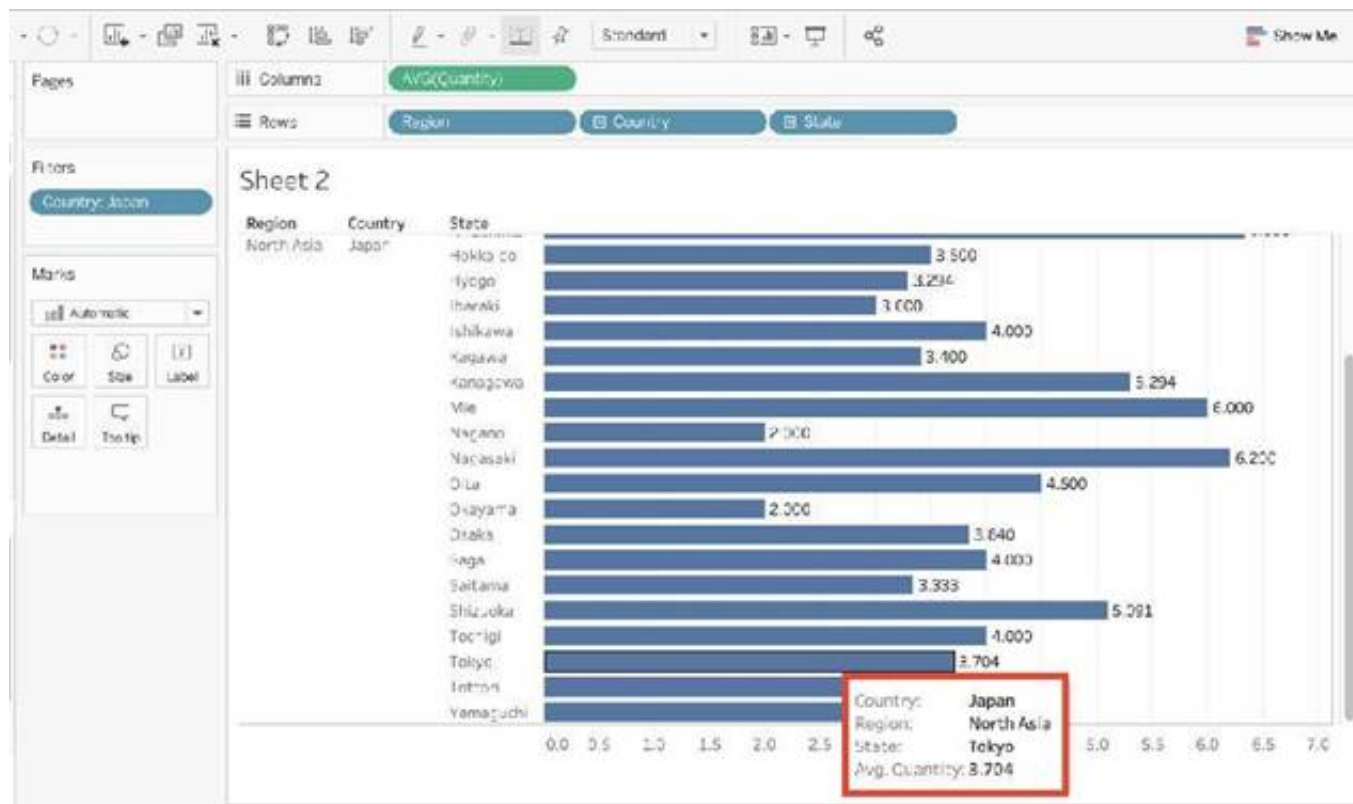 Standard
Show Me
Pages
Columns
AVG(Quantity)
Rows
Region
Country
State
Filters
Country: Japan
Sheet 2
Region Country State
North Asia Japan
Hokkaido 3.500
Hyogo 3.294
Ibaraki 3.000
Ishikawa 4.000
Kagawa 3.400
Kanagawa 5.294
Mie 6.000
Nagano 2.000
Nagasaki 6.200
Oita 4.500
Okayama 2.000
Osaka 3.640
Saga 4.000
Saitama 3.333
Shizuoka 5.091
Tochigi 4.000
Tokyo 3.704
Tottori
Yamaguchi
Marks
Automatic
Color Size Label
Detail Tooltip
0.0 0.5 1.0 1.5 2.0 2.5 5.0 5.5 6.0 6.5 7.0
Country: Japan
Region: North Asia
State: Tokyo
Avg. Quantity: 3.704